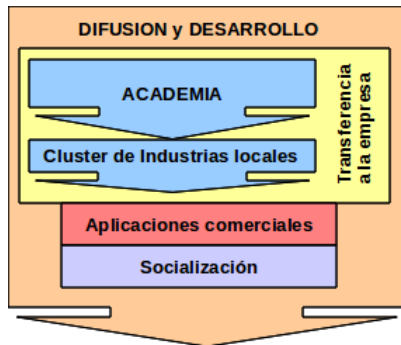 DIFUSION y DESARROLLO
ACADEMIA
Cluster de Industrias locales
Transferencia
a la empresa
Aplicaciones comerciales
Socialización